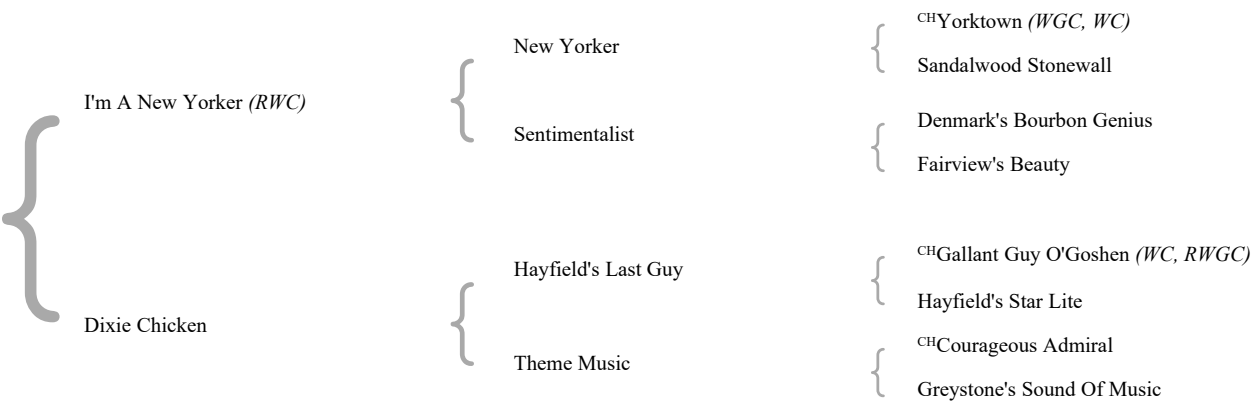 CHYorktown (WGC, WC)
New Yorker
Sandalwood Stonewall
I'm A New Yorker (RWC)
Denmark's Bourbon Genius
Sentimentalist
Fairview's Beauty
CHGallant Guy O'Goshen (WC, RWGC)
Hayfield's Last Guy
Hayfield's Star Lite
Dixie Chicken
CHCourageous Admiral
Theme Music
Greystone's Sound Of Music